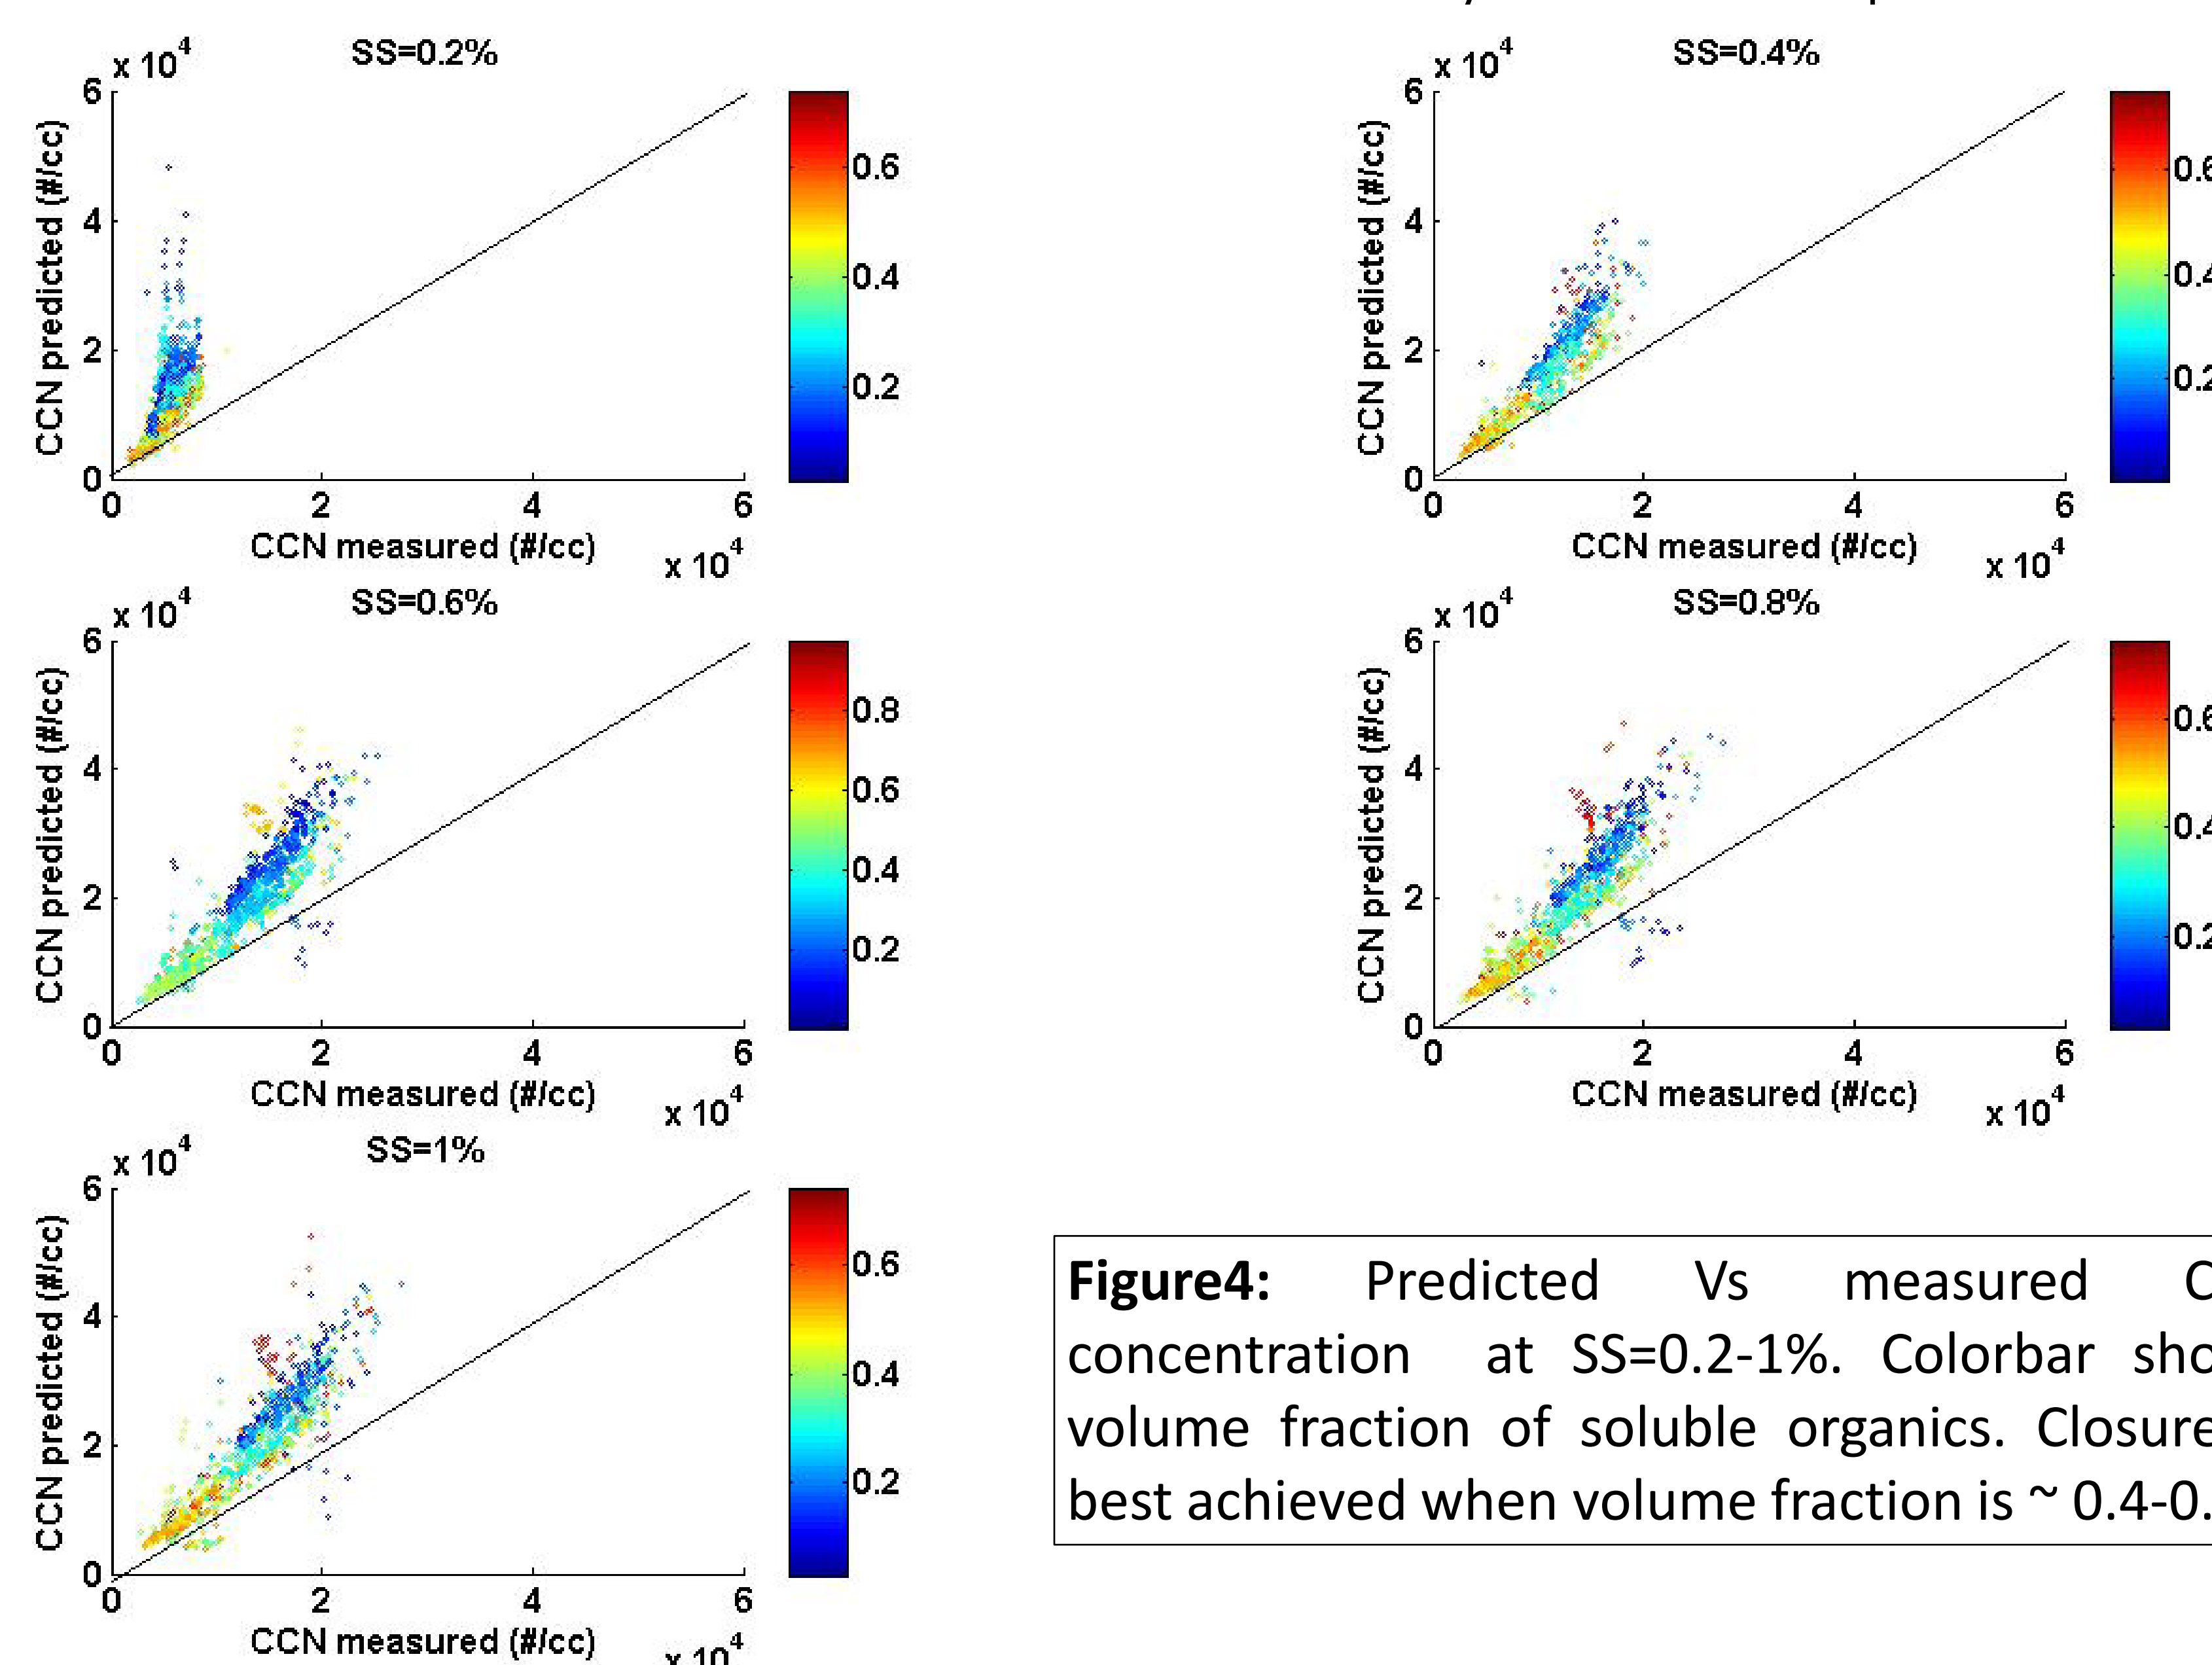 SS=0.2%
x 10⁴
6
4
2
0
CCN predicted (#/cc)
0 2 4 6
CCN measured (#/cc)
x 10⁴
0.6
0.4
0.2
SS=0.4%
x 10⁴
6
4
2
0
CCN predicted (#/cc)
0 2 4 6
CCN measured (#/cc)
x 10⁴
SS=0.6%
x 10⁴
6
4
2
0
CCN predicted (#/cc)
0 2 4 6
CCN measured (#/cc)
x 10⁴
0.8
0.6
0.4
0.2
SS=0.8%
x 10⁴
6
4
2
0
CCN predicted (#/cc)
0 2 4 6
CCN measured (#/cc)
x 10⁴
SS=1%
x 10⁴
6
4
2
0
CCN predicted (#/cc)
0 2 4 6
CCN measured (#/cc)
x 10⁴
0.6
0.4
0.2
Figure4: Predicted Vs measured
concentration at SS=0.2-1%. Colorbar
volume fraction of soluble organics. Closure
best achieved when volume fraction is ~